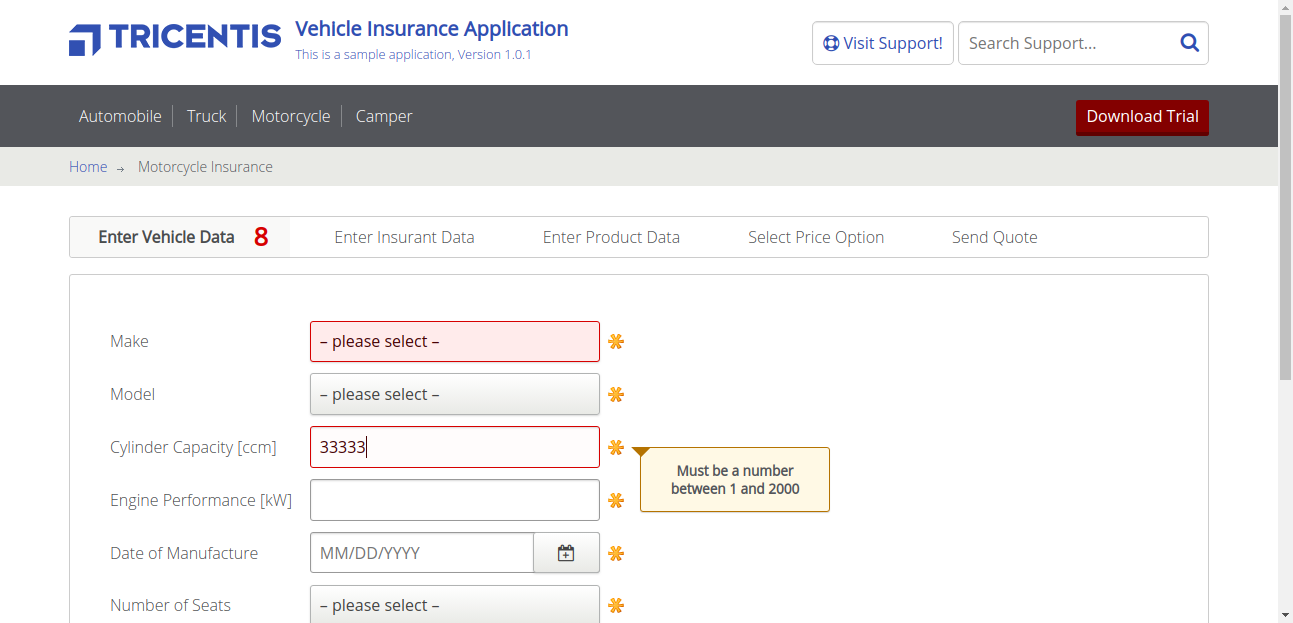 TRICENTIS
Vehicle Insurance Application
This is a sample application, Version 1.0.1
Visit Support!
Search Support...
Automobile
Truck
Motorcycle
Camper
Download Trial
Home
Motorcycle Insurance
Enter Vehicle Data 8
Enter Insurant Data
Enter Product Data
Select Price Option
Send Quote
Make
– please select –
Model
– please select –
Cylinder Capacity [ccm]
33333
Must be a number
between 1 and 2000
Engine Performance [kW]
Date of Manufacture
MM/DD/YYYY
Number of Seats
– please select –